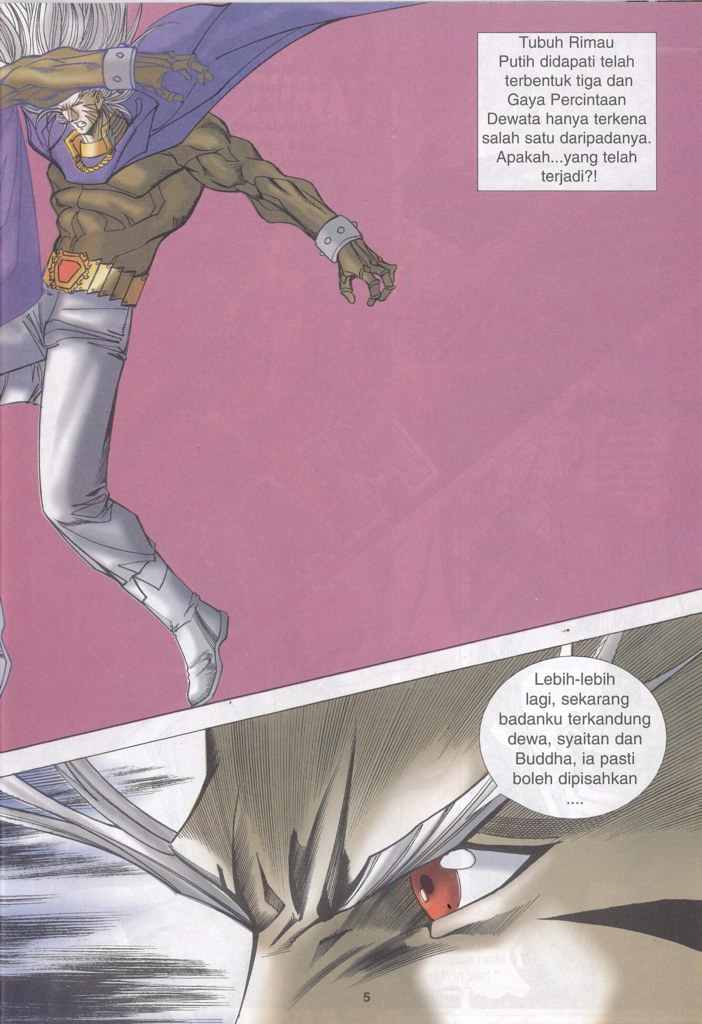 Tubuh Rimau
Putih didapati telah
terbentuk tiga dan
Gaya Percintaan
Dewata hanya terkena
salah satu daripadanya.
Apakah...yang telah
terjadi?!
Lebih-lebih
lagi, sekarang
badanku terkandung
dewa, syaitan dan
Buddha, ia pasti
boleh dipisahkan
....
5